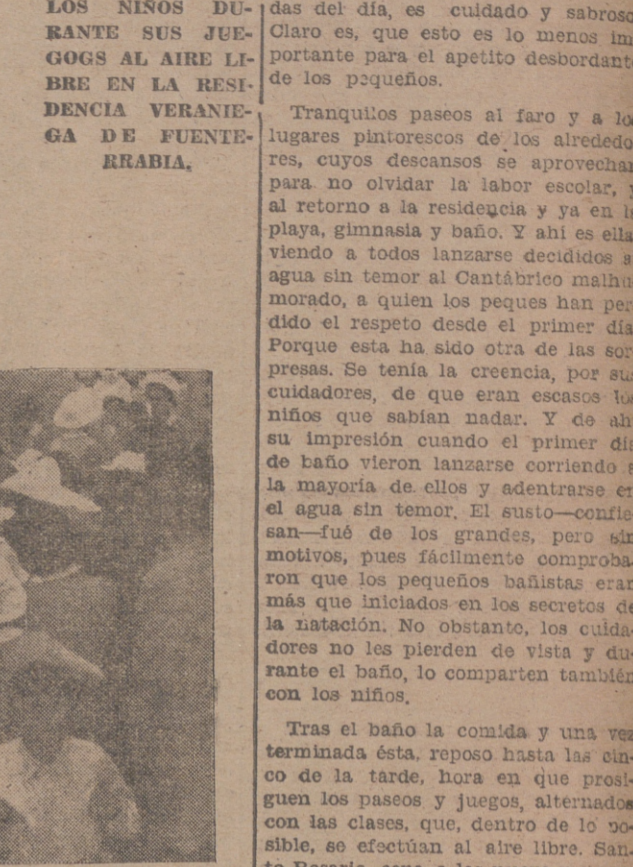 LOS NIÑOS DU-
RANTE SUS JUE-
GOGS AL AIRE LI-
BRE EN LA RESI-
DENCIA VERANIE-
GA DE FUENTE-
RRABIA.
das del día, es cuidado y sabroso
Claro es, que esto es lo menos im
portante para el apetito desbordant
de los pequeños.
Tranquilos paseos al faro y a lo
lugares pintorescos de los alrededo
res, cuyos descansos se aprovechan
para no olvidar la labor escolar, y
al retorno a la residencia y ya en l
playa, gimnasia y baño. Y ahí es ella
viendo a todos lanzarse decididos a
agua sin temor al Cantábrico malhu
morado, a quien los peques han per
dido el respeto desde el primer día
Porque esta ha sido otra de las sor
presas. Se tenía la creencia, por su
cuidadores, de que eran escasos los
niños que sabían nadar. Y de ah
su impresión cuando el primer día
de baño vieron lanzarse corriendo a
la mayoría de ellos y adentrarse en
el agua sin temor. El susto—confie-
san—fué de los grandes, pero sin
motivos, pues fácilmente comproba-
ron que los pequeños bañistas eran
más que iniciados en los secretos de
la natación. No obstante, los cuida-
dores no les pierden de vista y du-
rante el baño, lo comparten también
con los niños.
Tras el baño la comida y una vez
terminada ésta, reposo hasta las cin-
co de la tarde, hora en que prosi-
guen los paseos y juegos, alternados
con las clases, que, dentro de lo po-
sible, se efectúan al aire libre. San-